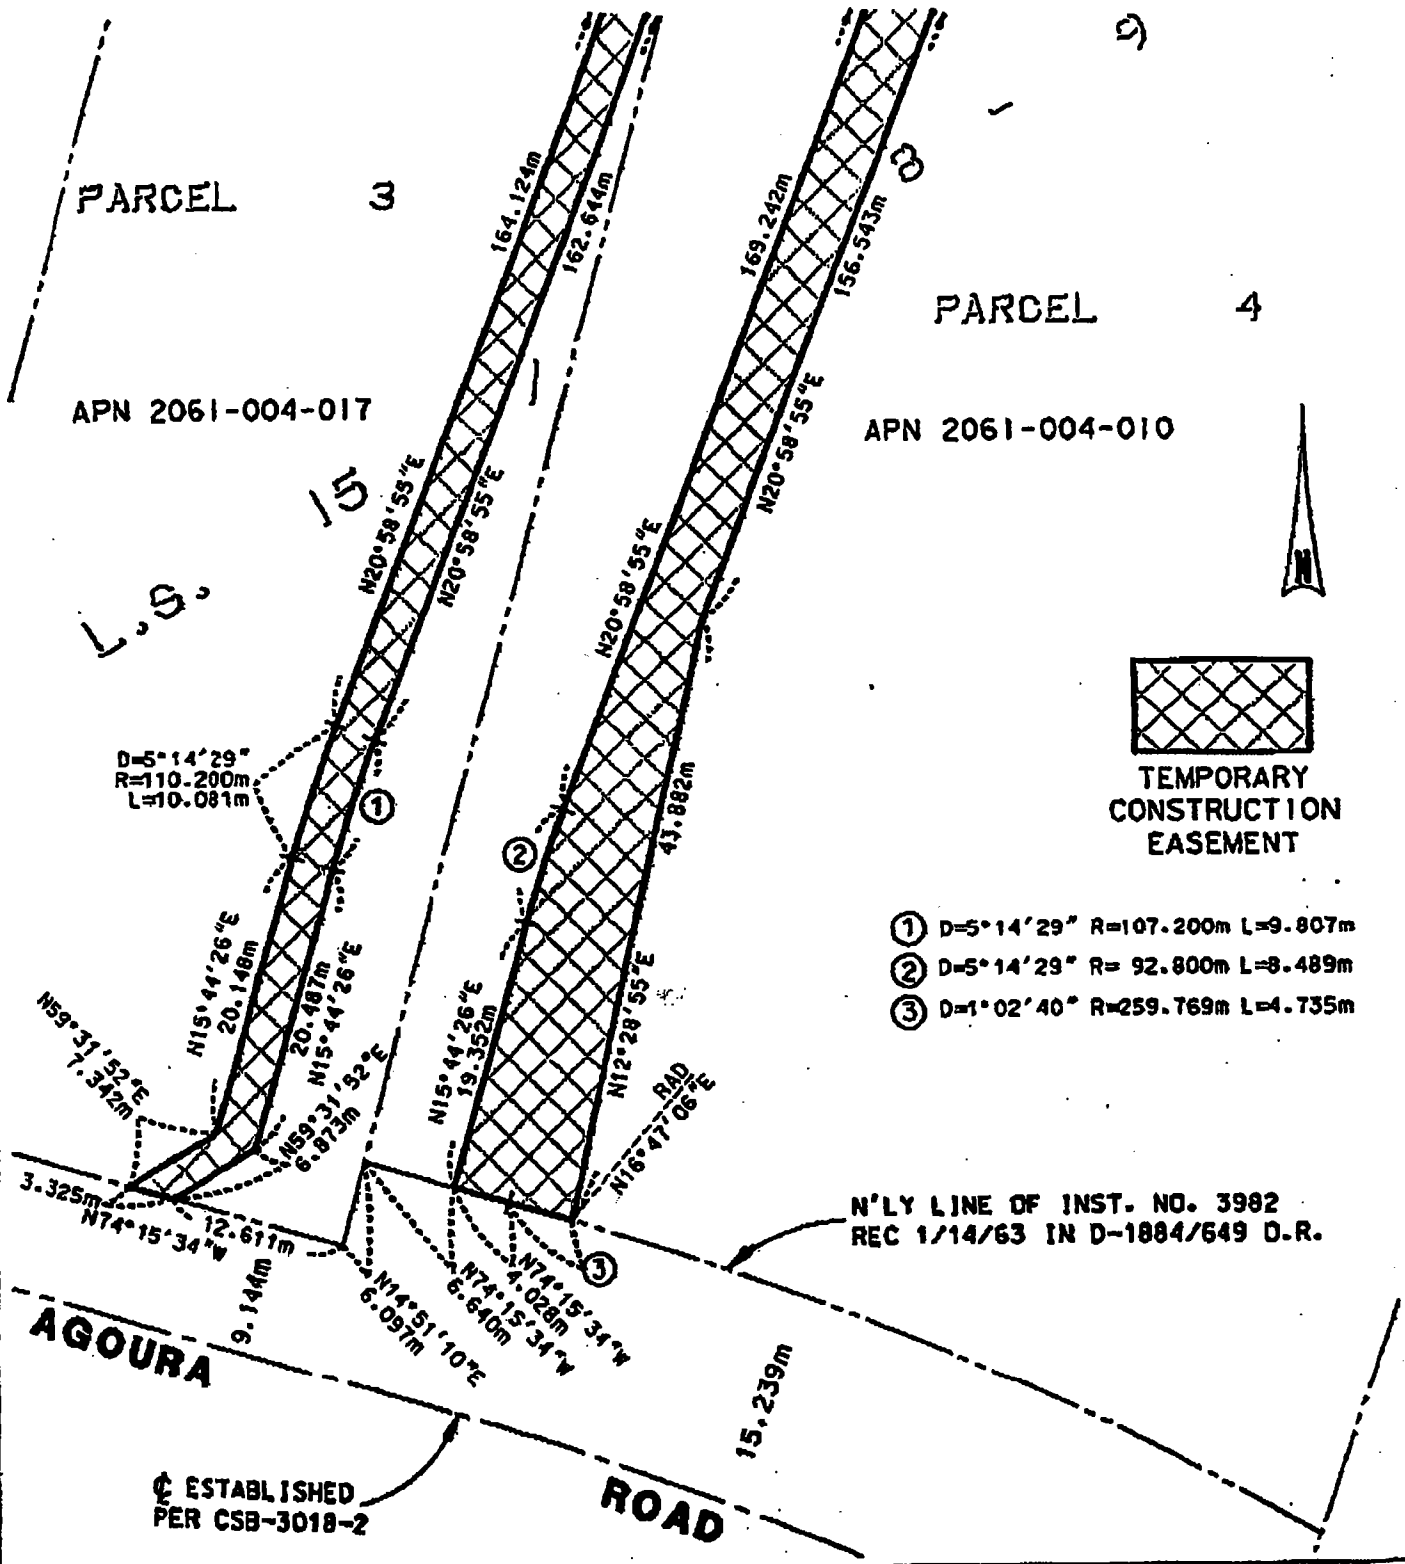 9
8
PARCEL 3
164.124m
162.644m
169.242m
156.543m
PARCEL 4
APN 2061-004-017
APN 2061-004-010
1
15
L.S.
N20°58'55"E
N20°58'55"E
N20°58'55"E
N20°58'55"E
N
TEMPORARY
CONSTRUCTION
EASEMENT
D=5°14'29"
R=110.200m
L=10.081m
1
2
43.882m
1 D=5°14'29" R=107.200m L=9.807m
2 D=5°14'29" R= 92.800m L=8.489m
3 D=1°02'40" R=259.769m L=4.735m
N15°44'26"E
20.148m
20.487m
N15°44'26"E
N15°44'26"E
19.352m
N12°28'55"E
N59°31'52"E
7.342m
N59°31'52"E
6.873m
RAD
N16°47'06"E
3.325m
N74°15'34"W
12.611m
9.144m
N14°51'10"E
6.097m
N74°15'34"W
6.640m
N74°15'34"W
4.028m
3
N'LY LINE OF INST. NO. 3982
REC 1/14/63 IN D-1884/649 O.R.
15.239m
AGOURA
ROAD
℄ ESTABLISHED
PER CSB-3018-2